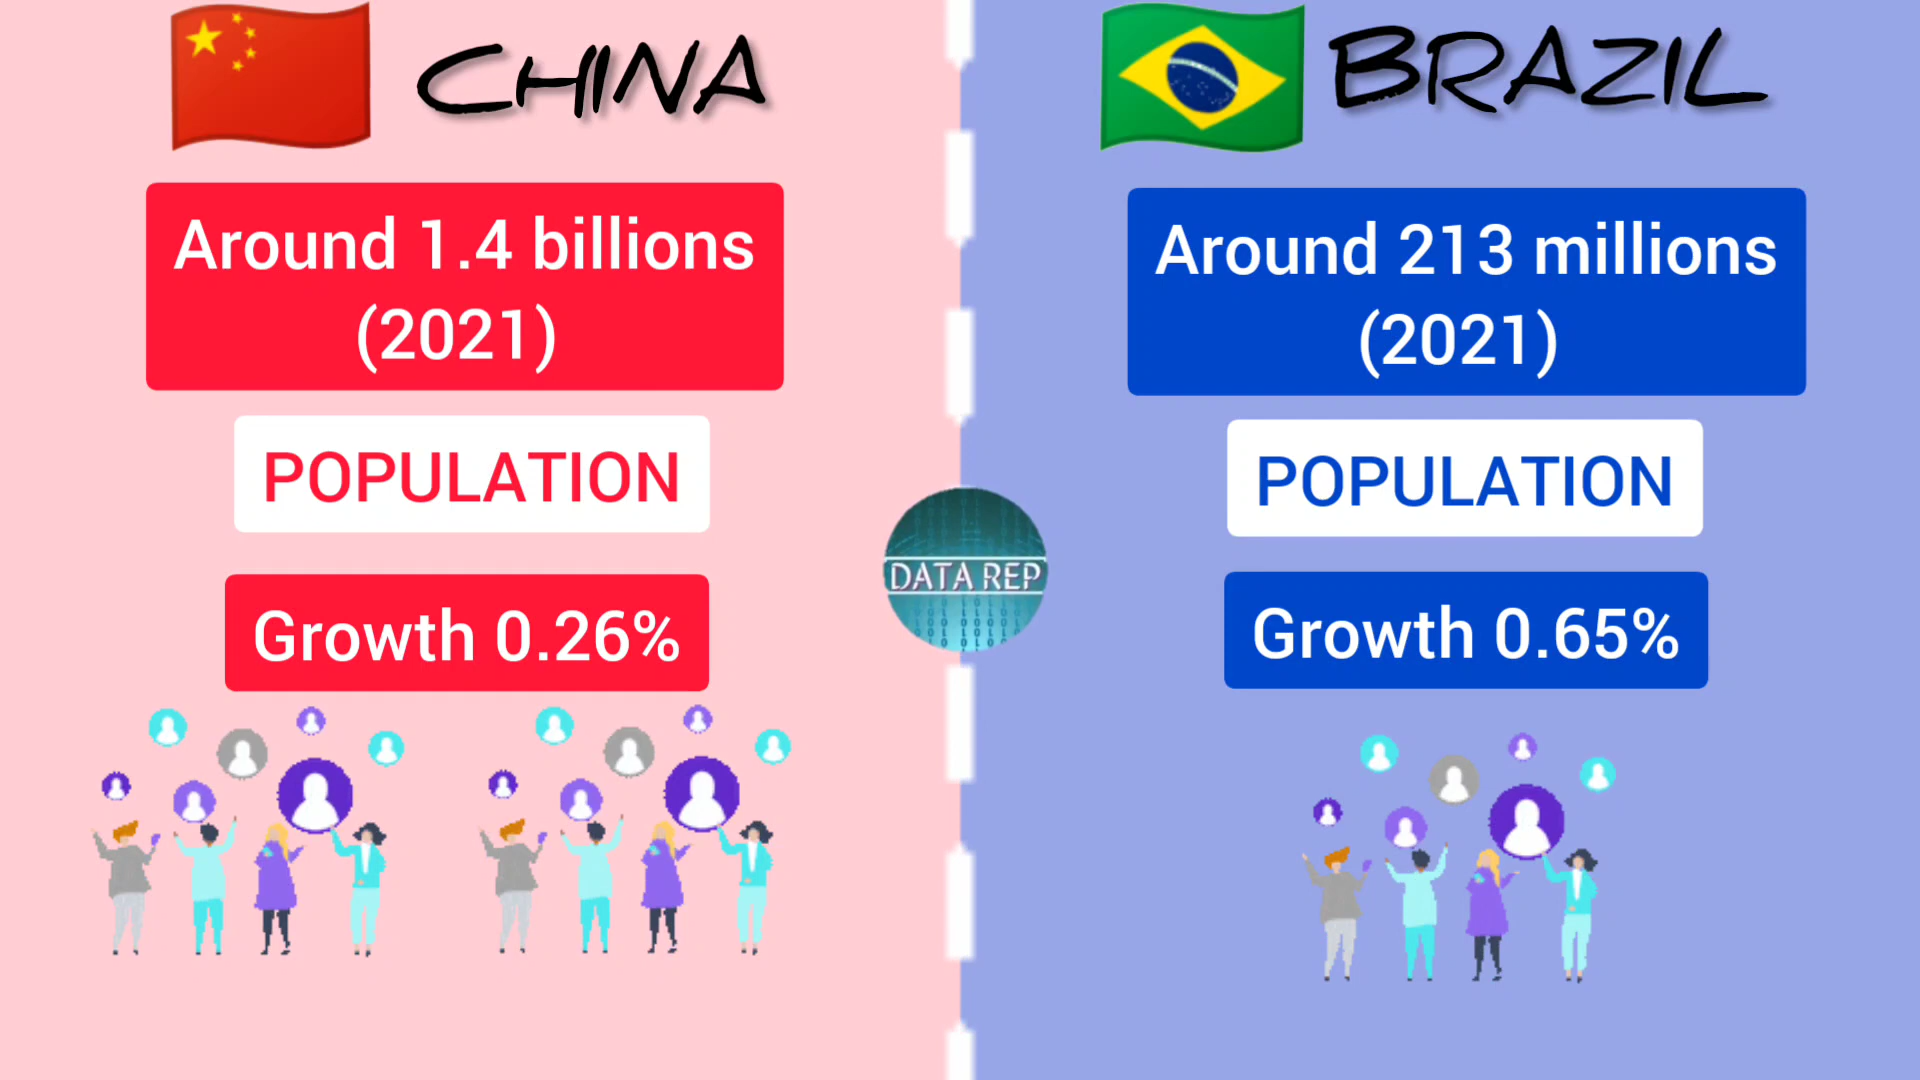 CHINA
Around 1.4 billions
(2021)
POPULATION
Growth 0.26%
DATA REP
BRAZIL
Around 213 millions
(2021)
POPULATION
Growth 0.65%